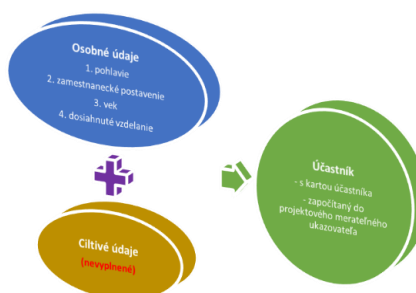 Osobné údaje
1. pohlavie
2. zamestnanecké postavenie
3. vek
4. dosiahnuté vzdelanie
Ciltivé údaje
(nevyplnené)
Účastník
- s kartou účastníka
- započítaný do
projektového merateľného
ukazovateľa